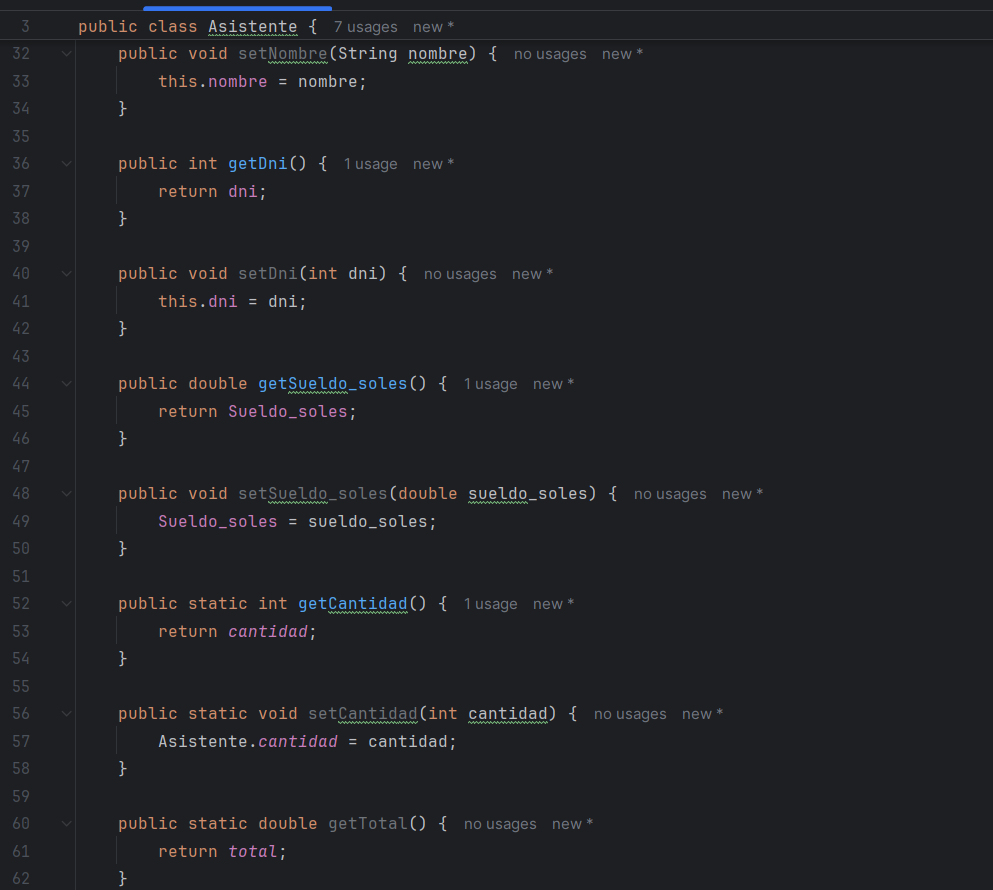 3 public class Asistente { 7 usages new *
32 public void setNombre(String nombre) { no usages new *
33 this.nombre = nombre;
34 }
35
36 public int getDni() { 1 usage new *
37 return dni;
38 }
39
40 public void setDni(int dni) { no usages new *
41 this.dni = dni;
42 }
43
44 public double getSueldo_soles() { 1 usage new *
45 return Sueldo_soles;
46 }
47
48 public void setSueldo_soles(double sueldo_soles) { no usages new *
49 Sueldo_soles = sueldo_soles;
50 }
51
52 public static int getCantidad() { 1 usage new *
53 return cantidad;
54 }
55
56 public static void setCantidad(int cantidad) { no usages new *
57 Asistente.cantidad = cantidad;
58 }
59
60 public static double getTotal() { no usages new *
61 return total;
62 }